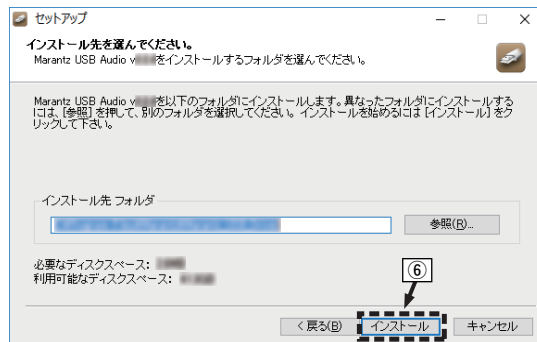 セットアップ
インストール先を選んでください。
Marantz USB Audio v をインストールするフォルダを選んでください。
Marantz USB Audio v を以下のフォルダにインストールします。異なったフォルダにインストールする
には、[参照] を押して、別のフォルダを選択してください。インストールを始めるには [インストール] をク
リックして下さい。
インストール先 フォルダ
参照(R)...
必要なディスクスペース:
利用可能なディスクスペース:
⑥
< 戻る(B)
インストール
キャンセル